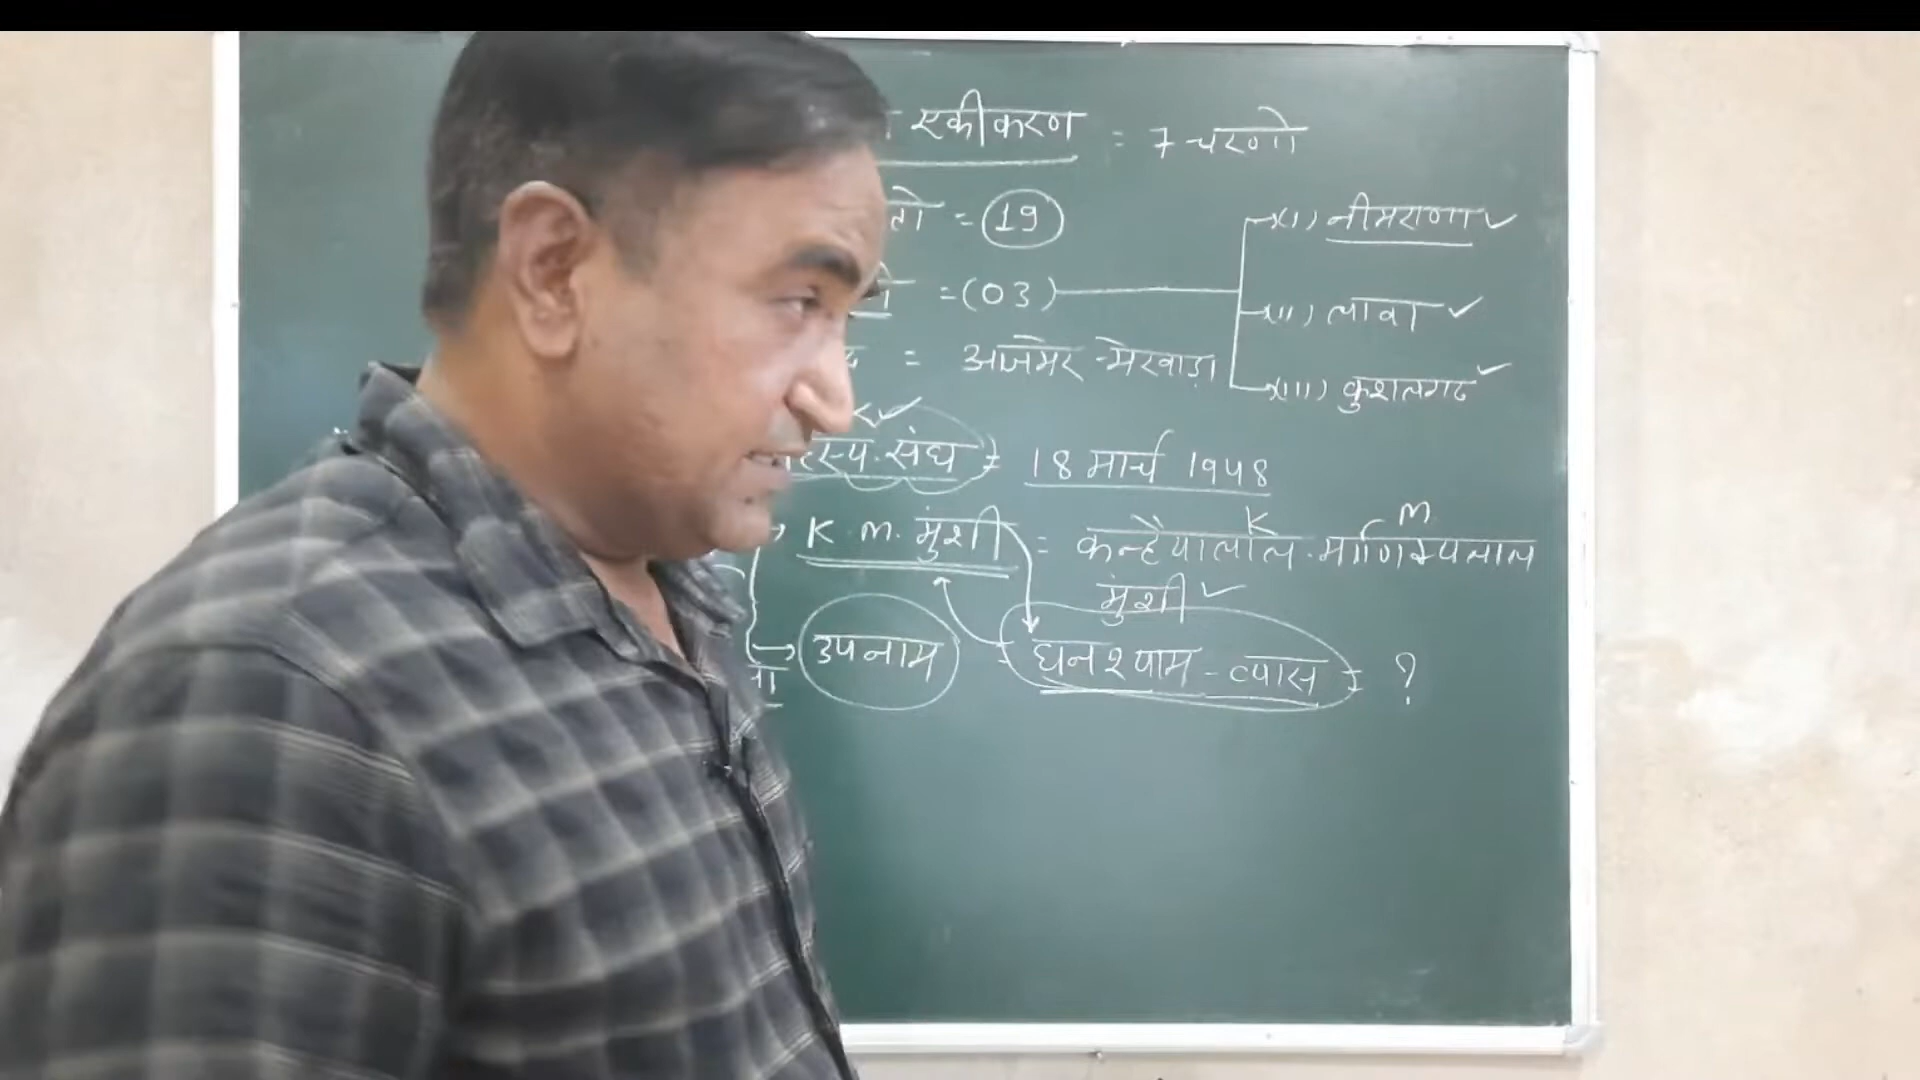 एकीकरण = 7 चरणो
= 19
= (03)
(i) नीमराणा ✓
(ii) लावा ✓
(iii) कुशलगढ ✓
= अजमेर-मेरवाड़ा
संघ = 18 मार्च 1948
K M
→ K. M. मुंशी = कन्हैयालाल. माणिक्यलाल
मुंशी ✓
→ उपनाम = घनश्याम - व्यास = ?